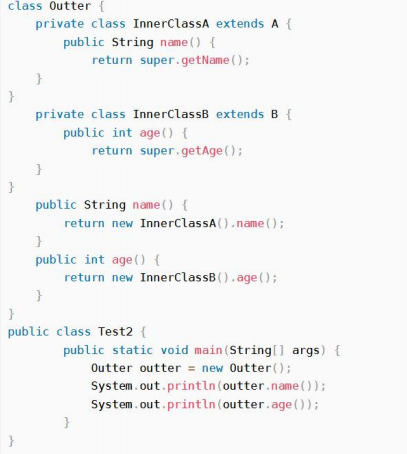 class Outter {
    private class InnerClassA extends A {
        public String name() {
            return super.getName();
    }
}
    private class InnerClassB extends B {
        public int age() {
            return super.getAge();
    }
}
    public String name() {
        return new InnerClassA().name();
    }
    public int age() {
        return new InnerClassB().age();
    }
}
public class Test2 {
        public static void main(String[] args) {
            Outter outter = new Outter();
            System.out.println(outter.name());
            System.out.println(outter.age());
        }
}